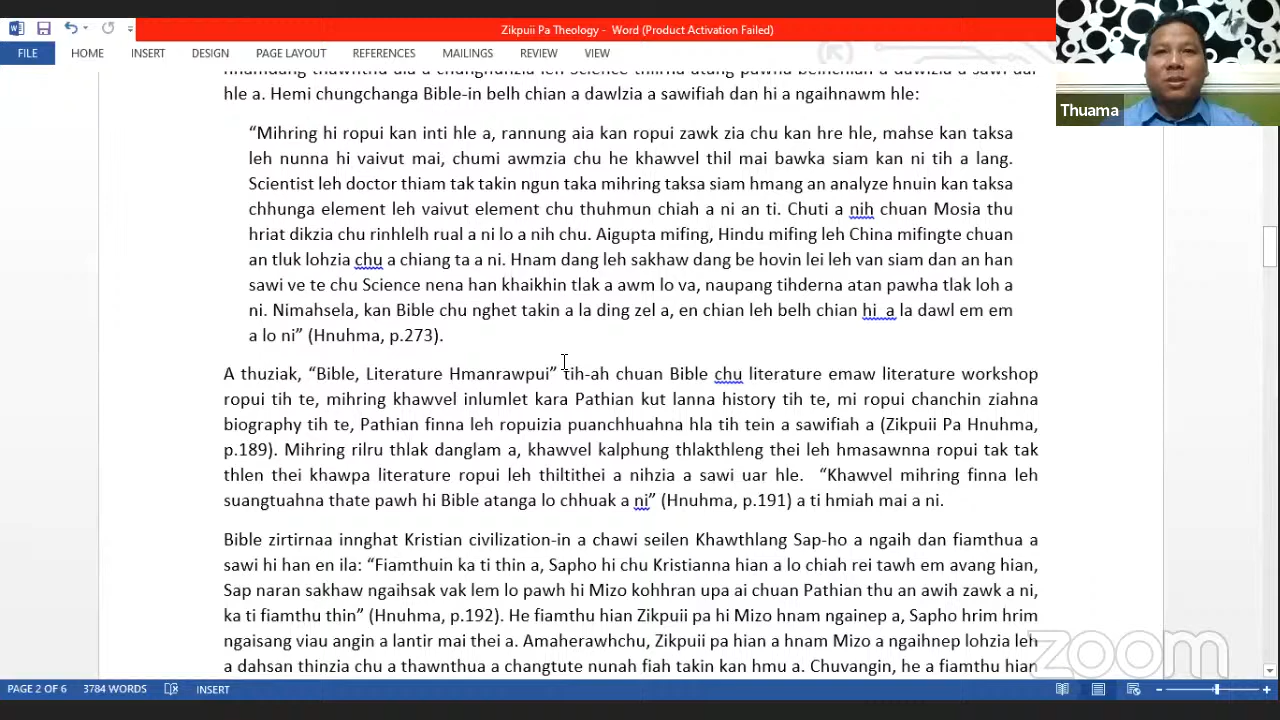 Zikpuii Pa Theology - Word (Product Activation Failed)
FILE HOME INSERT DESIGN PAGE LAYOUT REFERENCES MAILINGS REVIEW VIEW
Thuama
hle a. Hemi chungchanga Bible-in belh chian a dawlzia a sawifiah dan hi a ngaihnawm hle:
“Mihring hi ropui kan inti hle a, rannung aia kan ropui zawk zia chu kan hre hle, mahse kan taksa
leh nunna hi vaivut mai, chumi awmzia chu he khawvel thil mai bawka siam kan ni tih a lang.
Scientist leh doctor thiam tak takin ngun taka mihring taksa siam hmang an analyze hnuin kan taksa
chhunga element leh vaivut element chu thuhmun chiah a ni an ti. Chuti a nih chuan Mosia thu
hriat dikzia chu rinhlelh rual a ni lo a nih chu. Aigupta mifing, Hindu mifing leh China mifingte chuan
an tluk lohzia chu a chiang ta a ni. Hnam dang leh sakhaw dang be hovin lei leh van siam dan an han
sawi ve te chu Science nena han khaikhin tlak a awm lo va, naupang tihderna atan pawha tlak loh a
ni. Nimahsela, kan Bible chu nghet takin a la ding zel a, en chian leh belh chian hi a la dawl em em
a lo ni” (Hnuhma, p.273).
A thuziak, “Bible, Literature Hmanrawpui” tih-ah chuan Bible chu literature emaw literature workshop
ropui tih te, mihring khawvel inlumlet kara Pathian kut lanna history tih te, mi ropui chanchin ziahna
biography tih te, Pathian finna leh ropuizia puanchhuahna hla tih tein a sawifiah a (Zikpuii Pa Hnuhma,
p.189). Mihring rilru thlak danglam a, khawvel kalphung thlakthleng thei leh hmasawnna ropui tak tak
thlen thei khawpa literature ropui leh thiltithei a nihzia a sawi uar hle. “Khawvel mihring finna leh
suangtuahna thate pawh hi Bible atanga lo chhuak a ni” (Hnuhma, p.191) a ti hmiah mai a ni.
Bible zirtirnaa innghat Kristian civilization-in a chawi seilen Khawthlang Sap-ho a ngaih dan fiamthua a
sawi hi han en ila: “Fiamthuin ka ti thin a, Sapho hi chu Kristianna hian a lo chiah rei tawh em avang hian,
Sap naran sakhaw ngaihsak vak lem lo pawh hi Mizo kohhran upa ai chuan Pathian thu an awih zawk a ni,
ka ti fiamthu thin” (Hnuhma, p.192). He fiamthu hian Zikpuii pa hi Mizo hnam ngainep a, Sapho hrim hrim
ngaisang viau angin a lantir mai thei a. Amaherawhchu, Zikpuii pa hian a hnam Mizo a ngaihnep lohzia leh
a dahsan thinzia chu a thawnthua a changtute nunah fiah takin kan hmu a. Chuvangin, he a fiamthu hian
zoom
PAGE 2 OF 6 3784 WORDS INSERT